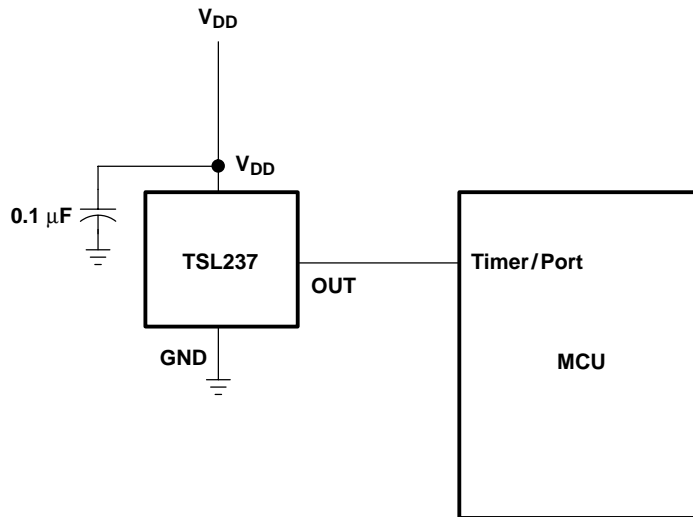 VDD
VDD
0.1 μF
TSL237
OUT
Timer/Port
GND
MCU